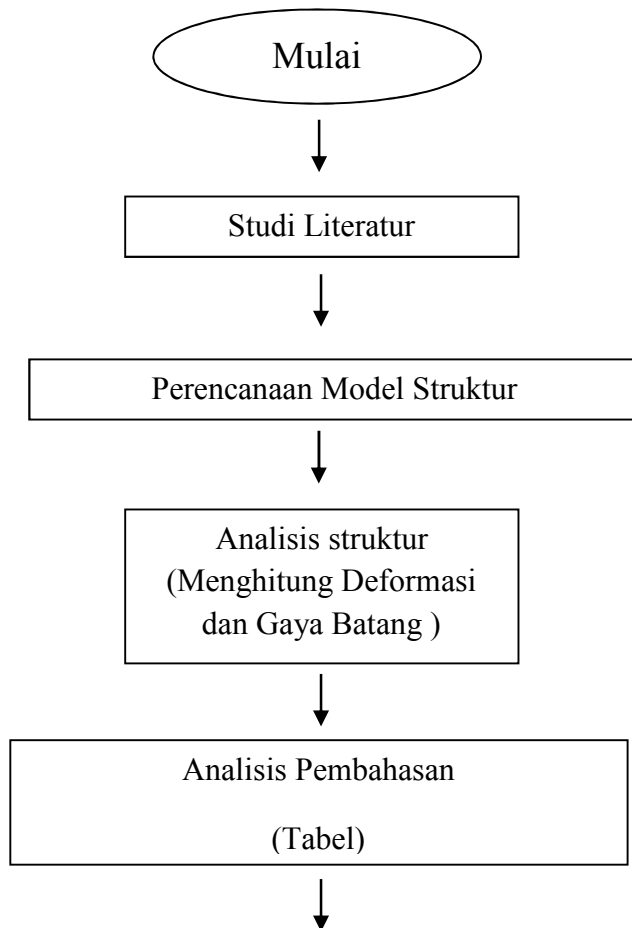 Mulai
Studi Literatur
Perencanaan Model Struktur
Analisis struktur
(Menghitung Deformasi
dan Gaya Batang )
Analisis Pembahasan
(Tabel)